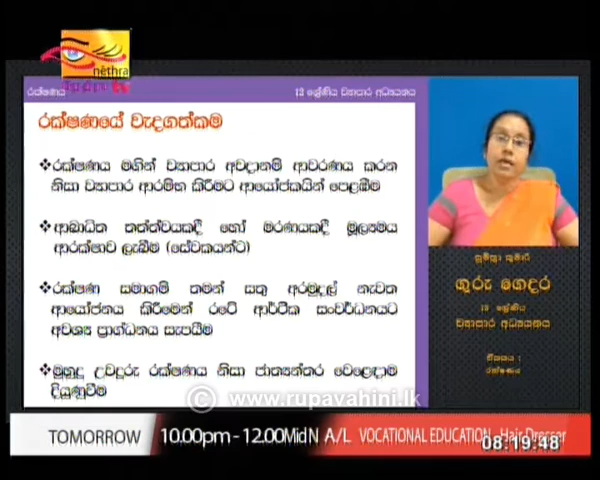 nethra
රක්ෂණය
13 ශ්‍රේණිය ව්‍යාපාර අධ්‍යයනය
රක්ෂණයේ වැදගත්කම
❖රක්ෂණය මගින් ව්‍යාපාර අවදානම් ආවරණය කරන
නිසා ව්‍යාපාර ආරම්භ කිරීමට ආයෝජකයින් පෙළඹීම
❖ආබාධිත තත්ත්වයකදී හෝ මරණයකදී මූල්‍යමය
ආරක්ෂාව ලැබීම (සේවකයන්ට)
❖රක්ෂණ සමාගම් තමන් සතු අරමුදල් නැවත
ආයෝජනය කිරීමෙන් රටේ ආර්ථික සංවර්ධනයට
අවශ්‍ය ප්‍රාග්ධනය සැපයීම
❖මුහුදු උවදුරු රක්ෂණය නිසා ජාත්‍යන්තර වෙළෙඳාම
දියුණුවීම
සුමිත්‍රා කුමාරි
ගුරු ගෙදර
13 ශ්‍රේණිය
ව්‍යාපාර අධ්‍යයනය
ඒකකය :
රක්ෂණය
© www.rupavahini.lk
TOMORROW 10.00pm - 12.00MidN A/L VOCATIONAL EDUCATION - Hair Dresser
08:19:48